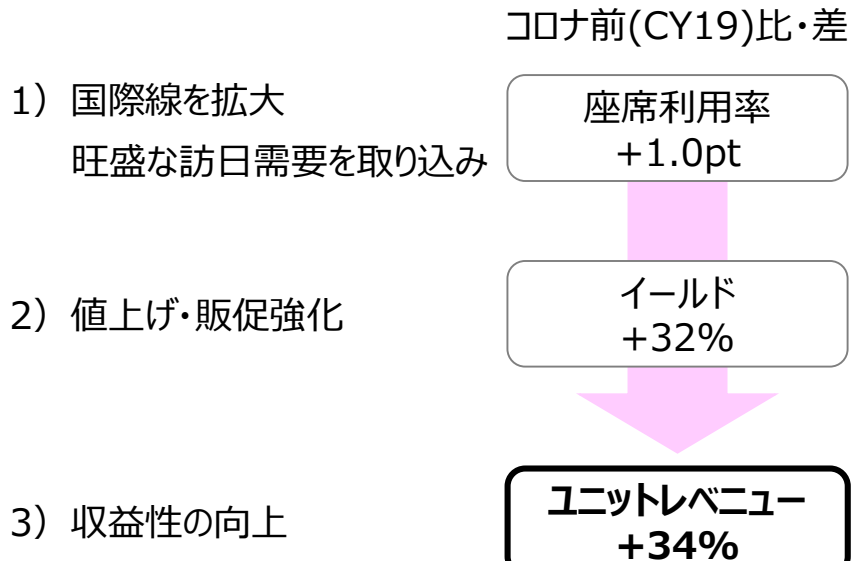 コロナ前(CY19)比・差
1）国際線を拡大
旺盛な訪日需要を取り込み
座席利用率
+1.0pt
2）値上げ・販促強化
イールド
+32%
3）収益性の向上
ユニットレベニュー
+34%